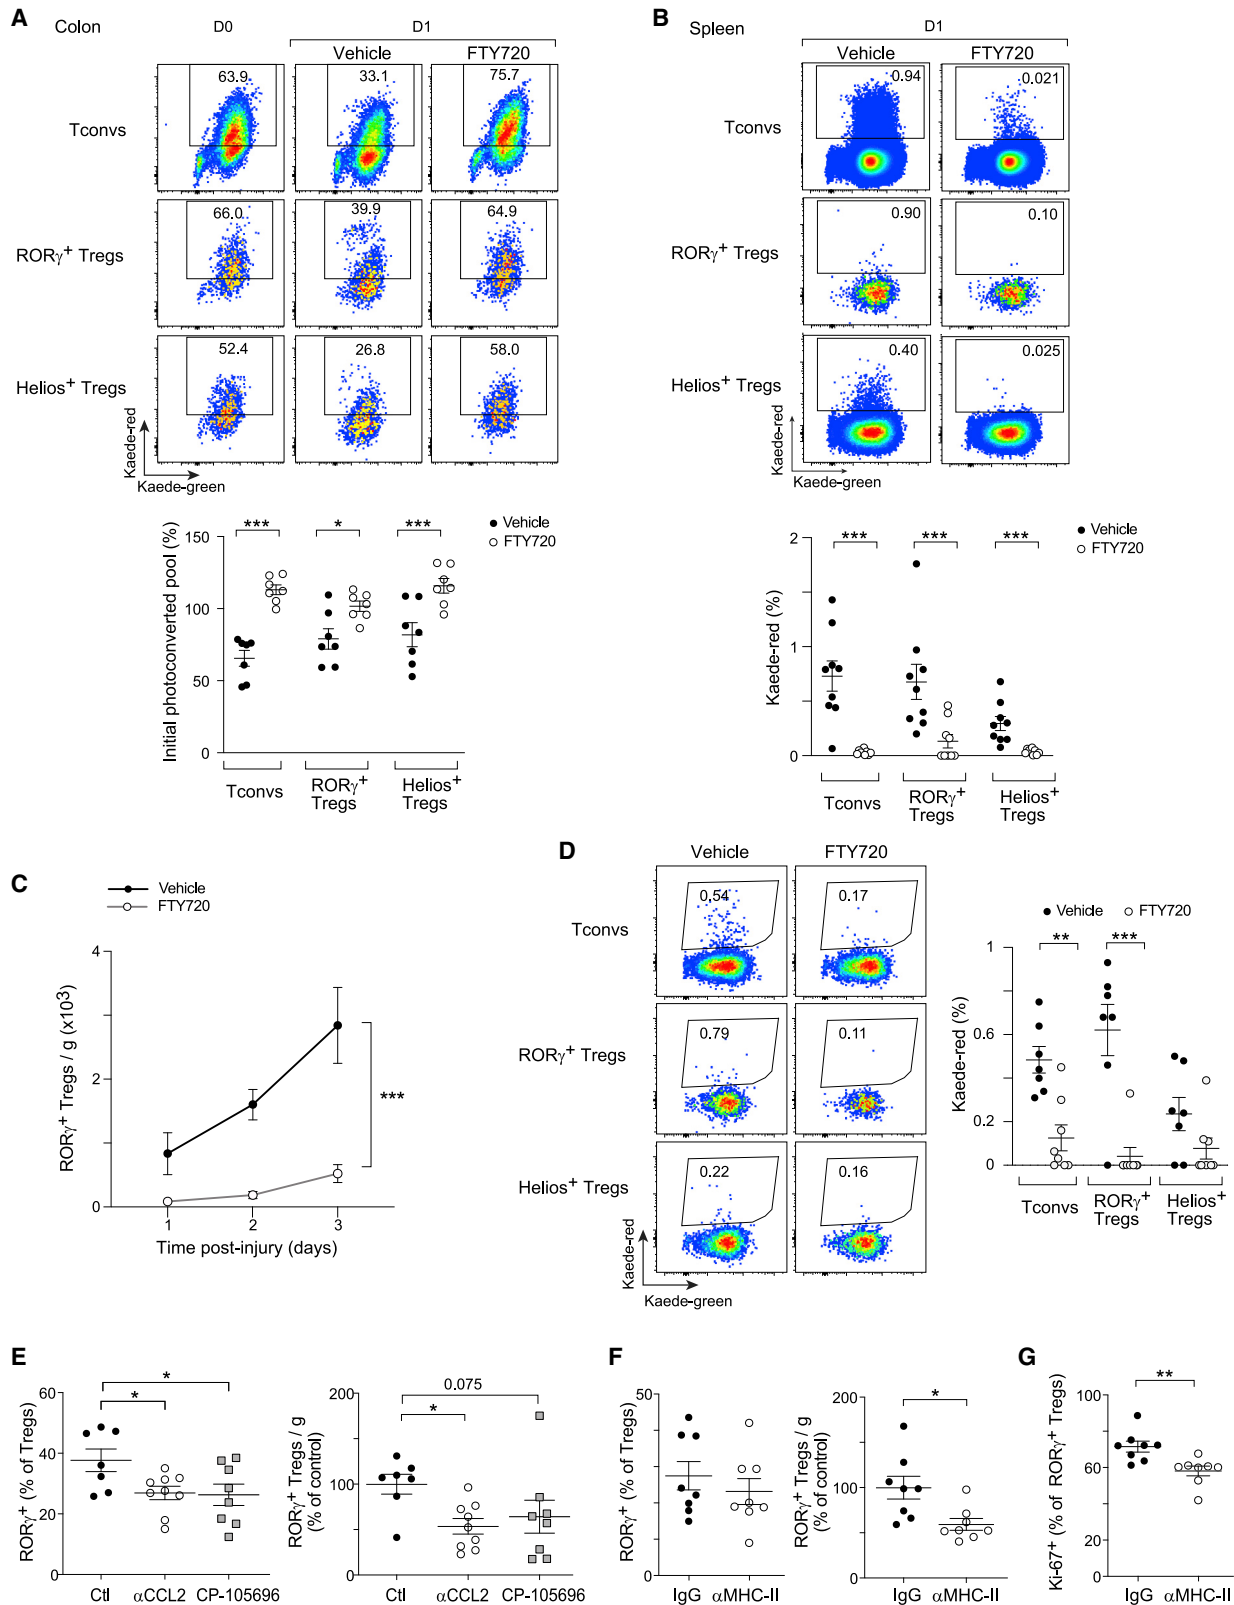 A
Colon
D0
D1
Vehicle
FTY720
Tconvs
63.9
33.1
75.7
RORγ+ Tregs
66.0
39.9
64.9
Helios+ Tregs
52.4
26.8
58.0
Kaede-red
Kaede-green
Vehicle
FTY720
Initial photoconverted pool (%)
150
100
50
0
***
*
***
Tconvs
RORγ+
Tregs
Helios+
Tregs
B
Spleen
D1
Vehicle
FTY720
Tconvs
0.94
0.021
RORγ+ Tregs
0.90
0.10
Helios+ Tregs
0.40
0.025
Kaede-red
Kaede-green
Vehicle
FTY720
Kaede-red (%)
2
1
0
***
***
***
Tconvs
RORγ+
Tregs
Helios+
Tregs
C
Vehicle
FTY720
RORγ+ Tregs / g (x103)
4
2
0
***
1
2
3
Time post-injury (days)
D
Vehicle
FTY720
Tconvs
0.54
0.17
RORγ+ Tregs
0.79
0.11
Helios+ Tregs
0.22
0.16
Kaede-red
Kaede-green
Vehicle
FTY720
Kaede-red (%)
1
0.6
0.2
0
**
***
Tconvs
RORγ+
Tregs
Helios+
Tregs
E
RORγ+ (% of Tregs)
60
40
20
0
*
*
Ctl
αCCL2
CP-105696
RORγ+ Tregs / g
(% of control)
200
100
0
0.075
*
Ctl
αCCL2
CP-105696
F
RORγ+ (% of Tregs)
50
0
IgG
αMHC-II
RORγ+ Tregs / g
(% of control)
200
100
0
*
IgG
αMHC-II
G
Ki-67+ (% of RORγ+ Tregs)
100
60
20
0
**
IgG
αMHC-II